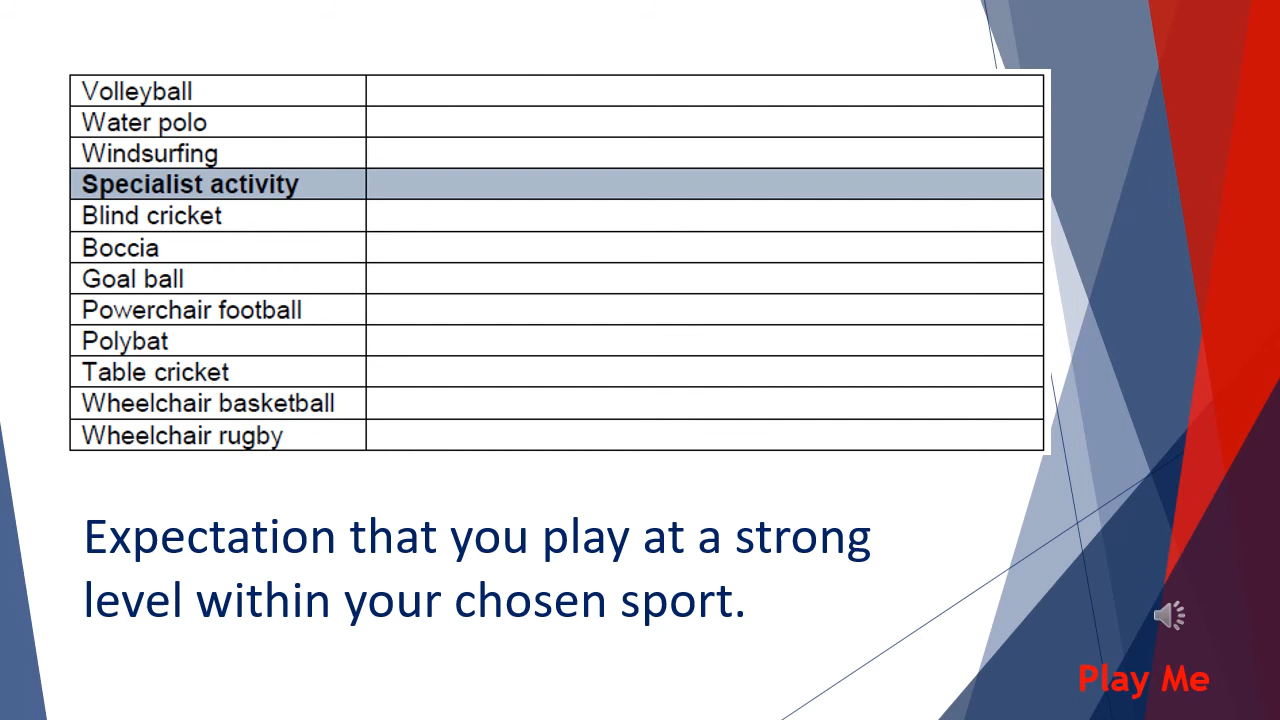 Volleyball
Water polo
Windsurfing
Specialist activity
Blind cricket
Boccia
Goal ball
Powerchair football
Polybat
Table cricket
Wheelchair basketball
Wheelchair rugby
Expectation that you play at a strong
level within your chosen sport.
Play Me